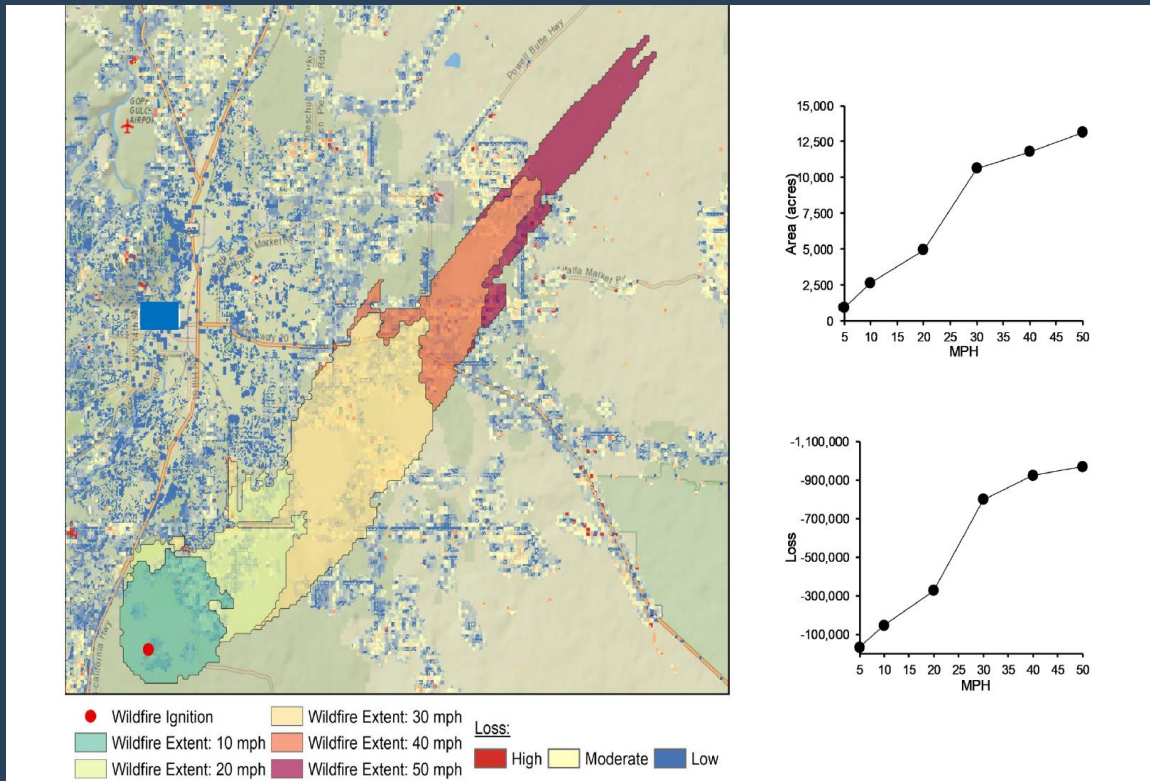 Powell Butte Hwy
GULC
AIRPO
Market
Market
15,000
12,500
10,000
7,500
5,000
2,500
0
5 10 15 20 25 30 35 40 45 50
Area (acres)
MPH
-1,100,000
-900,000
-700,000
-500,000
-300,000
-100,000
5 10 15 20 25 30 35 40 45 50
Loss
MPH
Wildfire Ignition
Wildfire Extent: 10 mph
Wildfire Extent: 20 mph
Wildfire Extent: 30 mph
Wildfire Extent: 40 mph
Wildfire Extent: 50 mph
Loss:
High Moderate Low